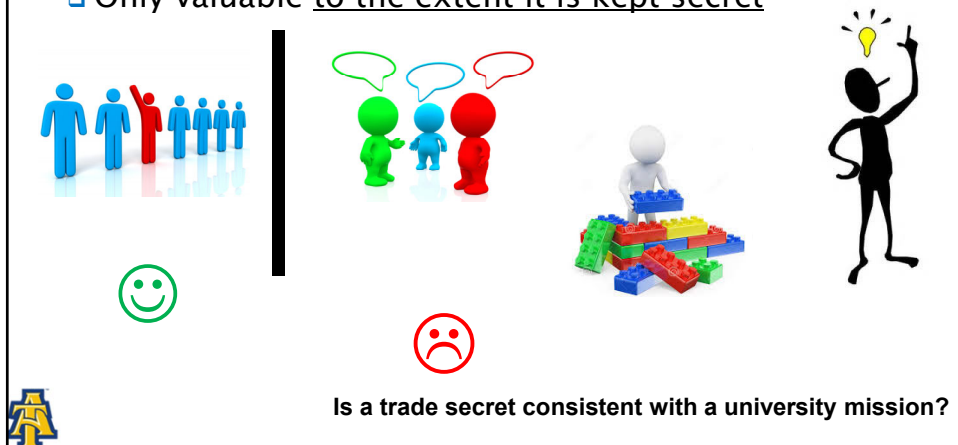 Only valuable to the extent it is kept secret
Is a trade secret consistent with a university mission?